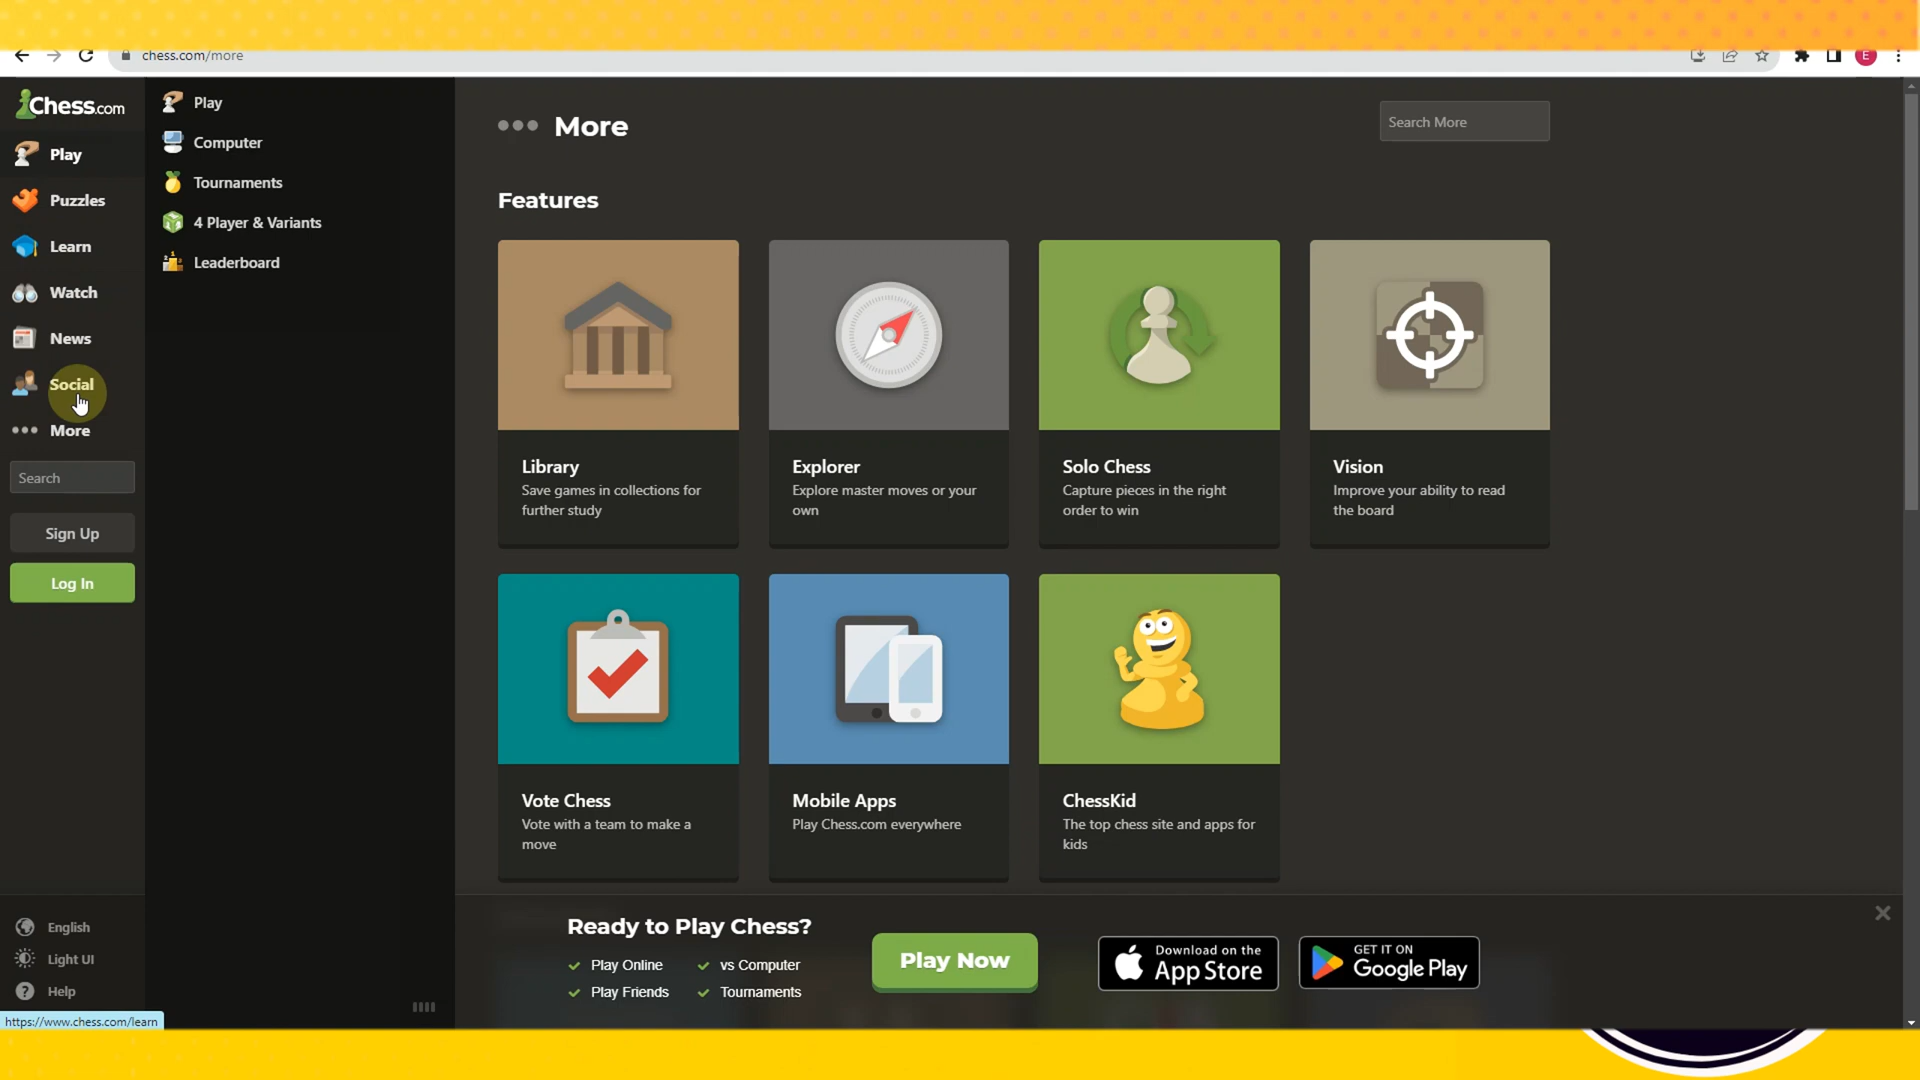 chess.com/more
E
Chess.com
Play
Puzzles
Learn
Watch
News
Social
More
Search
Sign Up
Log In
English
Light UI
Help
https://www.chess.com/learn
Play
Computer
Tournaments
4 Player & Variants
Leaderboard
More
Search More
Features
Library
Save games in collections for
further study
Explorer
Explore master moves or your
own
Solo Chess
Capture pieces in the right
order to win
Vision
Improve your ability to read
the board
Vote Chess
Vote with a team to make a
move
Mobile Apps
Play Chess.com everywhere
ChessKid
The top chess site and apps for
kids
Ready to Play Chess?
Play Online
vs Computer
Play Friends
Tournaments
Play Now
Download on the
App Store
GET IT ON
Google Play